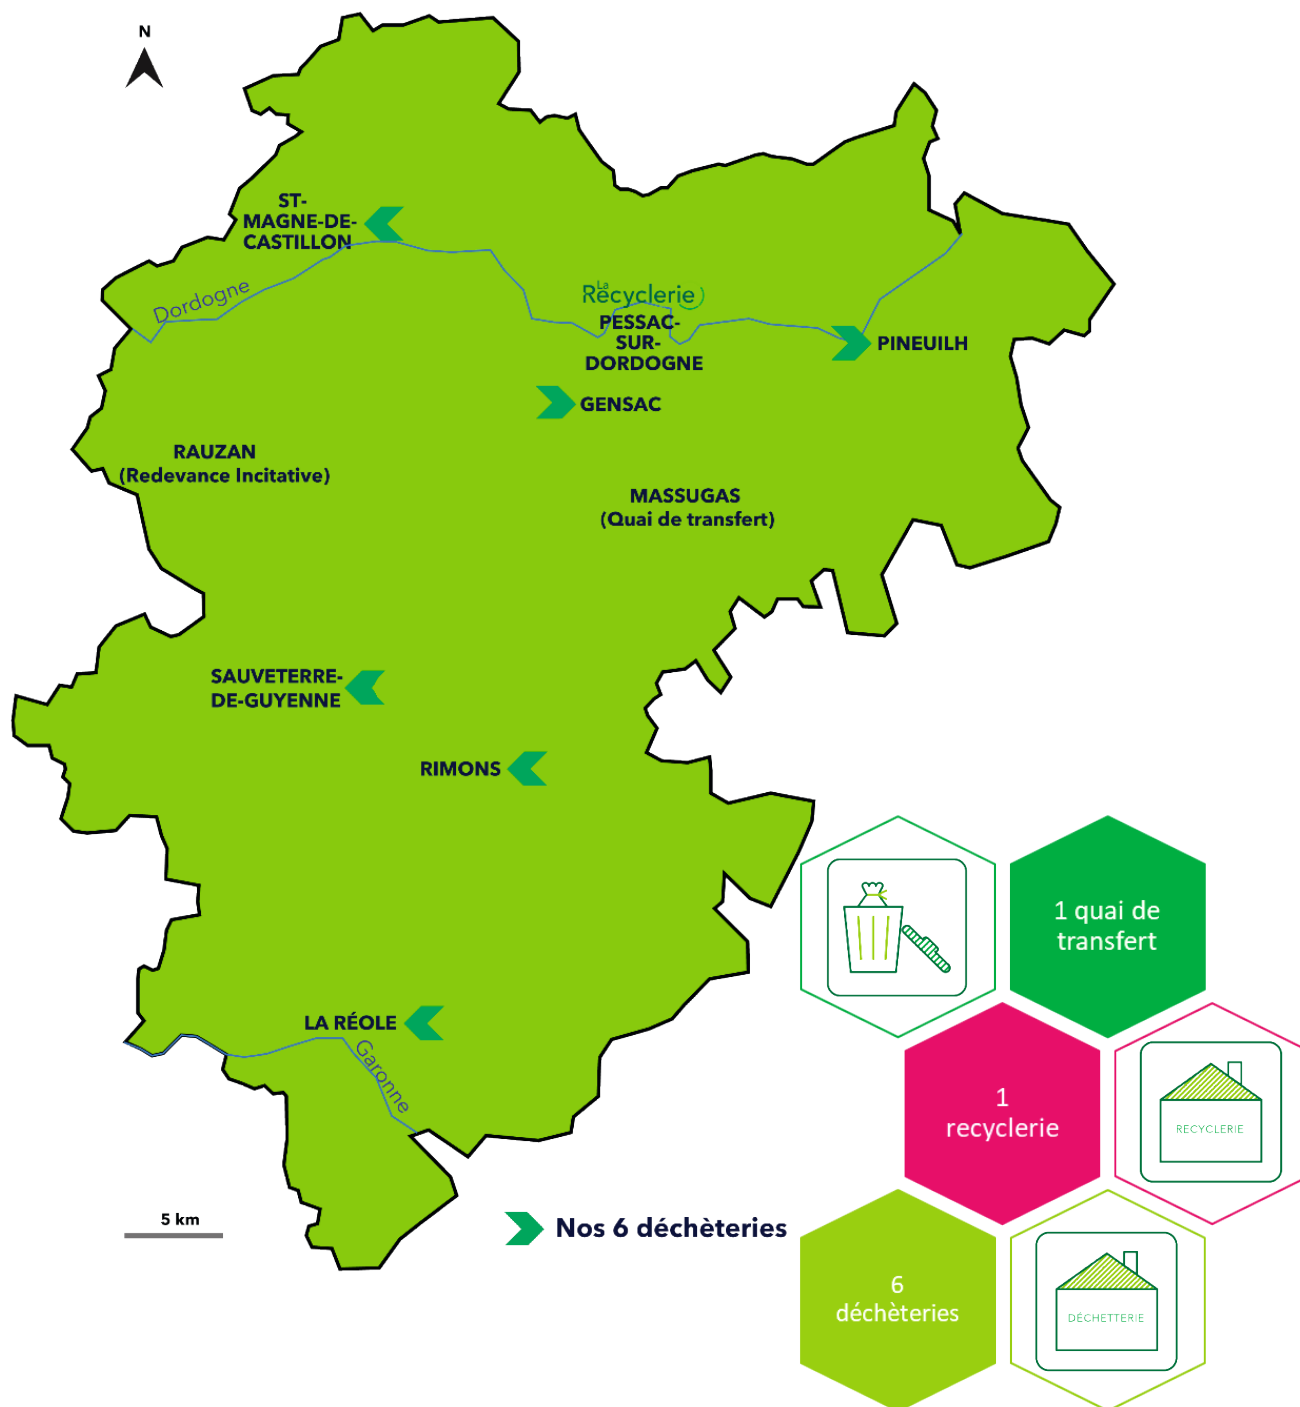 N
ST-
MAGNE-DE-
CASTILLON
Dordogne
La
Recyclerie
PESSAC-
SUR-
DORDOGNE
PINEUILH
GENSAC
RAUZAN
(Redevance Incitative)
MASSUGAS
(Quai de transfert)
SAUVETERRE-
DE-GUYENNE
RIMONS
LA RÉOLE
Garonne
5 km
Nos 6 déchèteries
1 quai de
transfert
1
recyclerie
RECYCLERIE
6
déchèteries
DÉCHETTERIE